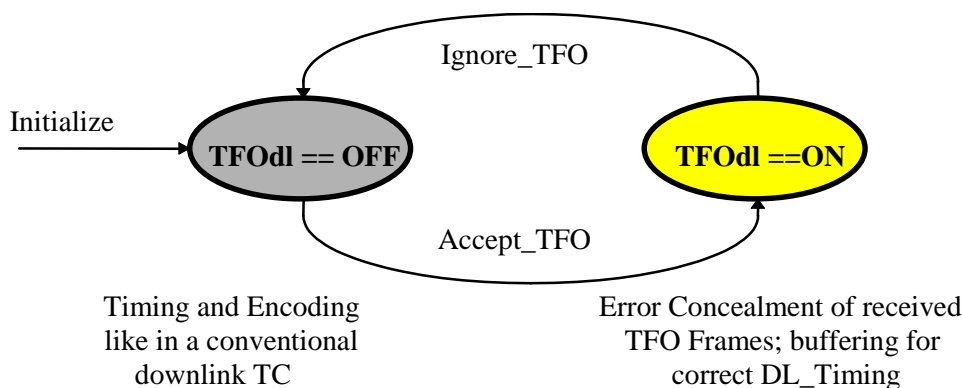 Ignore_TFO
Initialize
TFOdl == OFF
TFOdl ==ON
Accept_TFO
Timing and Encoding
like in a conventional
downlink TC
Error Concealment of received
TFO Frames; buffering for
correct DL_Timing